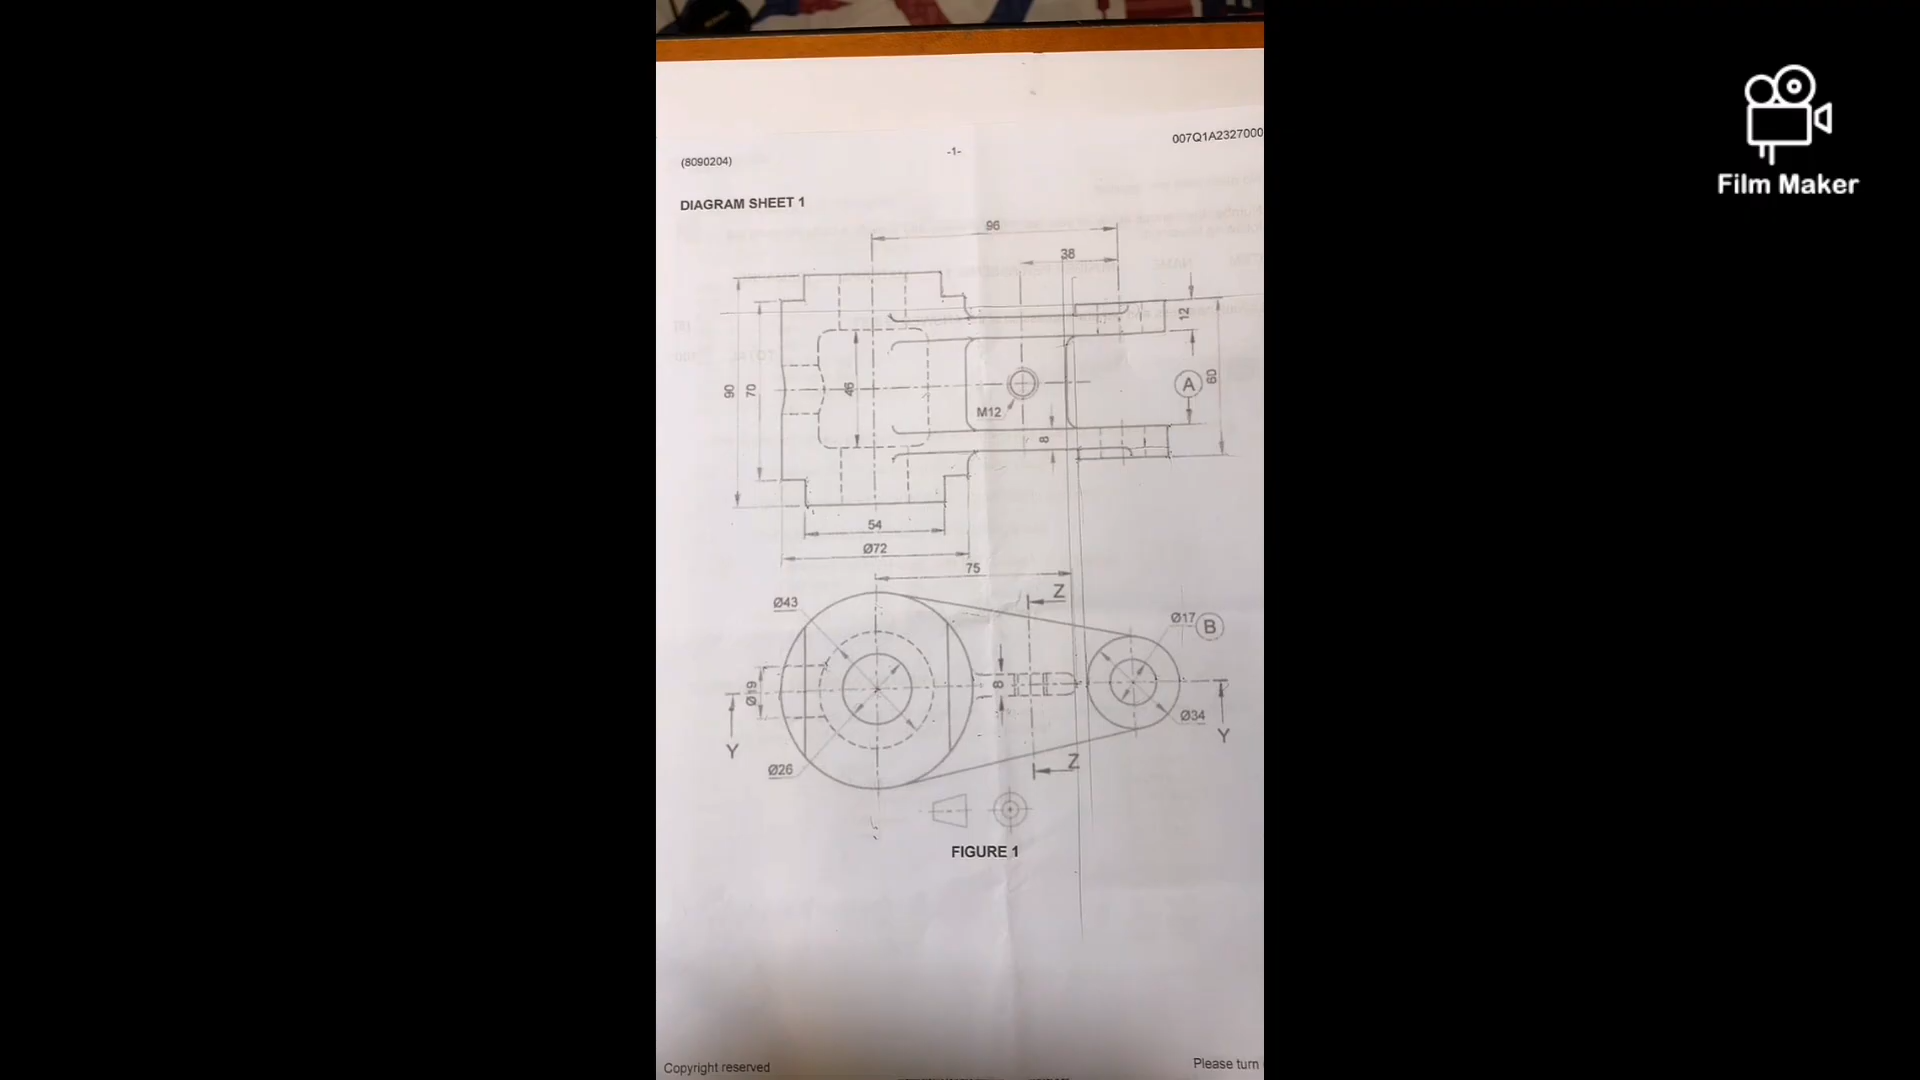 Film Maker
007Q1A2327000
(8090204)
-1-
DIAGRAM SHEET 1
96
38
12
90
70
46
A
60
M12
8
54
Ø72
75
Z
Ø43
Ø17
B
Ø19
8
Ø34
Y
Y
Z
Ø26
FIGURE 1
Copyright reserved
Please turn